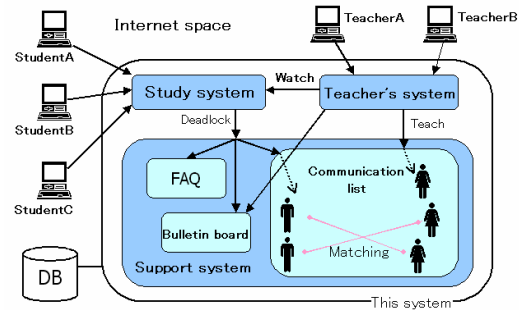 Internet space
TeacherA
TeacherB
StudentA
Watch
Study system
Teacher's system
StudentB
Deadlock
Teach
Communication
list
FAQ
StudentC
Bulletin board
Matching
Support system
DB
This system